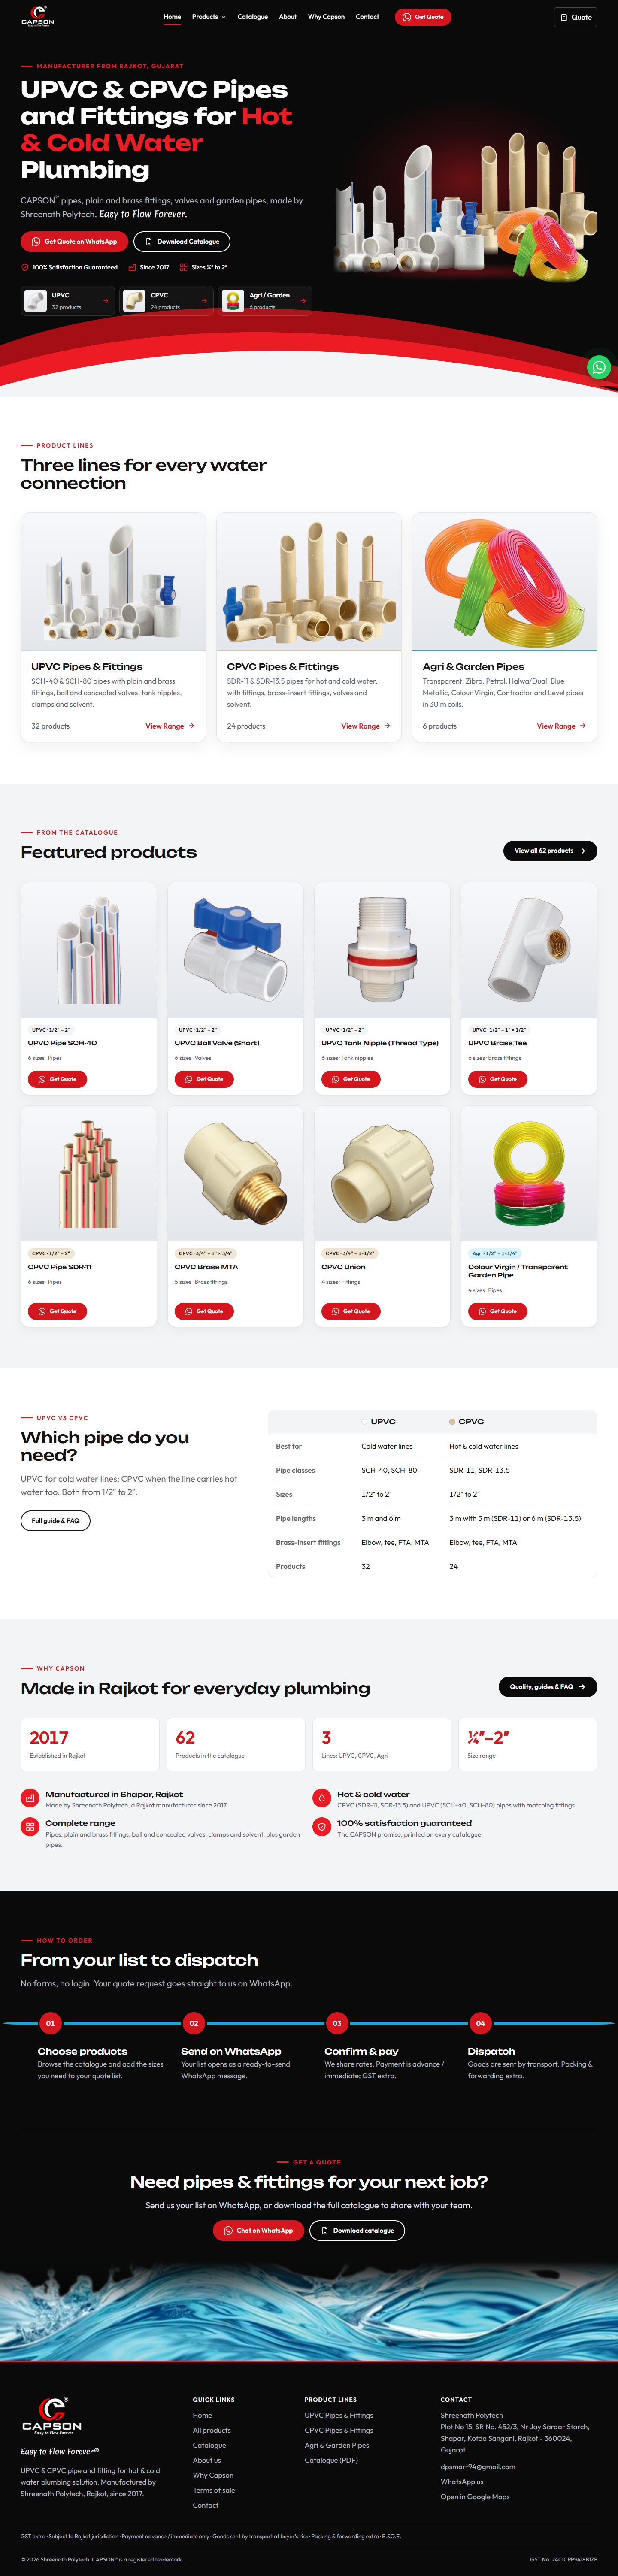 CAPSON
Easy to Flow Forever
Home
Products
Catalogue
About
Why Capson
Contact
Get Quote
Quote
MANUFACTURER FROM RAJKOT, GUJARAT
UPVC & CPVC Pipes
and Fittings for Hot
& Cold Water
Plumbing
CAPSON® pipes, plain and brass fittings, valves and garden pipes, made by
Shreenath Polytech. Easy to Flow Forever.
Get Quote on WhatsApp
Download Catalogue
100% Satisfaction Guaranteed
Since 2017
Sizes ¼" to 2"
UPVC
32 products
CPVC
24 products
Agri / Garden
6 products
PRODUCT LINES
Three lines for every water
connection
UPVC Pipes & Fittings
SCH-40 & SCH-80 pipes with plain and brass
fittings, ball and concealed valves, tank nipples,
clamps and solvent.
32 products
View Range
CPVC Pipes & Fittings
SDR-11 & SDR-13.5 pipes for hot and cold water,
with fittings, brass-insert fittings, valves and
solvent.
24 products
View Range
Agri & Garden Pipes
Transparent, Zibra, Petrol, Holwa/Dual, Blue
Metallic, Colour Virgin, Contractor and Level pipes
in 30 m coils.
6 products
View Range
FROM THE CATALOGUE
Featured products
View all 62 products
UPVC · 1/2" – 2"
UPVC Pipe SCH-40
6 sizes · Pipes
Get Quote
UPVC · 1/2" – 2"
UPVC Ball Valve (Short)
6 sizes · Valves
Get Quote
UPVC · 1/2" – 2"
UPVC Tank Nipple (Thread Type)
6 sizes · Tank nipples
Get Quote
UPVC · 1/2" – 1" × 1/2"
UPVC Brass Tee
6 sizes · Brass fittings
Get Quote
CPVC · 1/2" – 2"
CPVC Pipe SDR-11
6 sizes · Pipes
Get Quote
CPVC · 3/4" – 1" × 3/4"
CPVC Brass MTA
5 sizes · Brass fittings
Get Quote
CPVC · 3/4" – 1-1/2"
CPVC Union
4 sizes · Fittings
Get Quote
Agri · 1/2" – 1-1/4"
Colour Virgin / Transparent
Garden Pipe
4 sizes · Pipes
Get Quote
UPVC VS CPVC
Which pipe do you
need?
UPVC for cold water lines; CPVC when the line carries hot
water too. Both from 1/2" to 2".
Full guide & FAQ
UPVC CPVC
Best for Cold water lines Hot & cold water lines
Pipe classes SCH-40, SCH-80 SDR-11, SDR-13.5
Sizes 1/2" to 2" 1/2" to 2"
Pipe lengths 3 m and 6 m 3 m with 5 m (SDR-11) or 6 m (SDR-13.5)
Brass-insert fittings Elbow, tee, FTA, MTA Elbow, tee, FTA, MTA
Products 32 24
WHY CAPSON
Made in Rajkot for everyday plumbing
Quality, guides & FAQ
2017
Established in Rajkot
62
Products in the catalogue
3
Lines: UPVC, CPVC, Agri
¼"–2"
Size range
Manufactured in Shapar, Rajkot
Made by Shreenath Polytech, a Rajkot manufacturer since 2017.
Hot & cold water
CPVC (SDR-11, SDR-13.5) and UPVC (SCH-40, SCH-80) pipes with matching fittings.
Complete range
Pipes, plain and brass fittings, ball and concealed valves, clamps and solvent, plus garden
pipes.
100% satisfaction guaranteed
The CAPSON promise, printed on every catalogue.
HOW TO ORDER
From your list to dispatch
No forms, no login. Your quote request goes straight to us on WhatsApp.
01
Choose products
Browse the catalogue and add the sizes
you need to your quote list.
02
Send on WhatsApp
Your list opens as a ready-to-send
WhatsApp message.
03
Confirm & pay
We share rates. Payment is advance /
immediate; GST extra.
04
Dispatch
Goods are sent by transport. Packing &
forwarding extra.
GET A QUOTE
Need pipes & fittings for your next job?
Send us your list on WhatsApp, or download the full catalogue to share with your team.
Chat on WhatsApp
Download catalogue
CAPSON
Easy to Flow Forever
Easy to Flow Forever®
UPVC & CPVC pipe and fitting for hot & cold
water plumbing solution. Manufactured by
Shreenath Polytech, Rajkot, since 2017.
QUICK LINKS
Home
All products
Catalogue
About us
Why Capson
Terms of sale
Contact
PRODUCT LINES
UPVC Pipes & Fittings
CPVC Pipes & Fittings
Agri & Garden Pipes
Catalogue (PDF)
CONTACT
Shreenath Polytech
Plot No 15, SR No. 452/3, Nr Jay Sardar Starch,
Shapar, Kotda Sangani, Rajkot - 360024,
Gujarat
dpsmart94@gmail.com
WhatsApp us
Open in Google Maps
GST extra · Subject to Rajkot jurisdiction · Payment advance / immediate only · Goods sent by transport at buyer's risk · Packing & forwarding extra · E.&O.E.
© 2026 Shreenath Polytech. CAPSON® is a registered trademark.
GST No. 24CICPP9418B1ZF